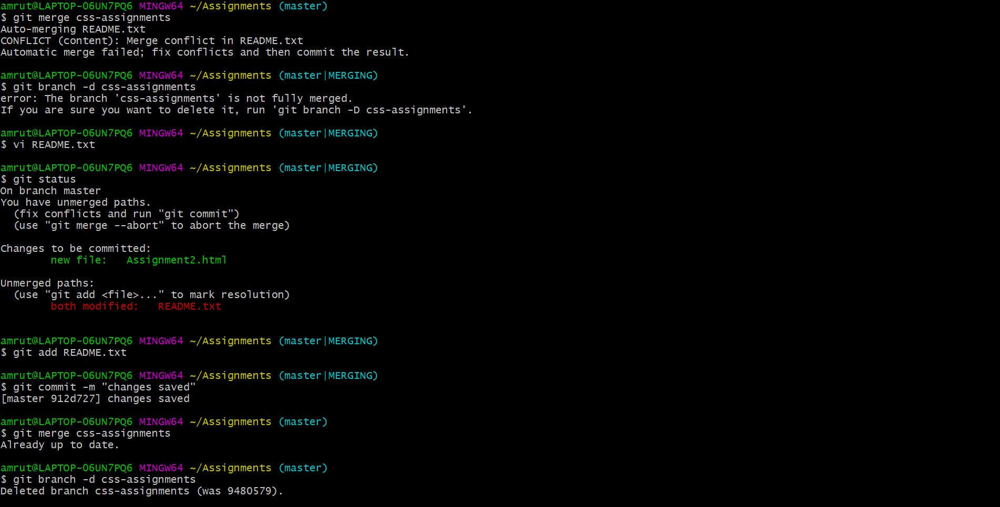 amrut@LAPTOP-06UN7PQ6 MINGW64 ~/Assignments (master)
$ git merge css-assignments
Auto-merging README.txt
CONFLICT (content): Merge conflict in README.txt
Automatic merge failed; fix conflicts and then commit the result.
amrut@LAPTOP-06UN7PQ6 MINGW64 ~/Assignments (master|MERGING)
$ git branch -d css-assignments
error: The branch 'css-assignments' is not fully merged.
If you are sure you want to delete it, run 'git branch -D css-assignments'.
amrut@LAPTOP-06UN7PQ6 MINGW64 ~/Assignments (master|MERGING)
$ vi README.txt
amrut@LAPTOP-06UN7PQ6 MINGW64 ~/Assignments (master|MERGING)
$ git status
On branch master
You have unmerged paths.
  (fix conflicts and run "git commit")
  (use "git merge --abort" to abort the merge)
Changes to be committed:
        new file:   Assignment2.html
Unmerged paths:
  (use "git add <file>..." to mark resolution)
        both modified:   README.txt
amrut@LAPTOP-06UN7PQ6 MINGW64 ~/Assignments (master|MERGING)
$ git add README.txt
amrut@LAPTOP-06UN7PQ6 MINGW64 ~/Assignments (master|MERGING)
$ git commit -m "changes saved"
[master 912d727] changes saved
amrut@LAPTOP-06UN7PQ6 MINGW64 ~/Assignments (master)
$ git merge css-assignments
Already up to date.
amrut@LAPTOP-06UN7PQ6 MINGW64 ~/Assignments (master)
$ git branch -d css-assignments
Deleted branch css-assignments (was 9480579).